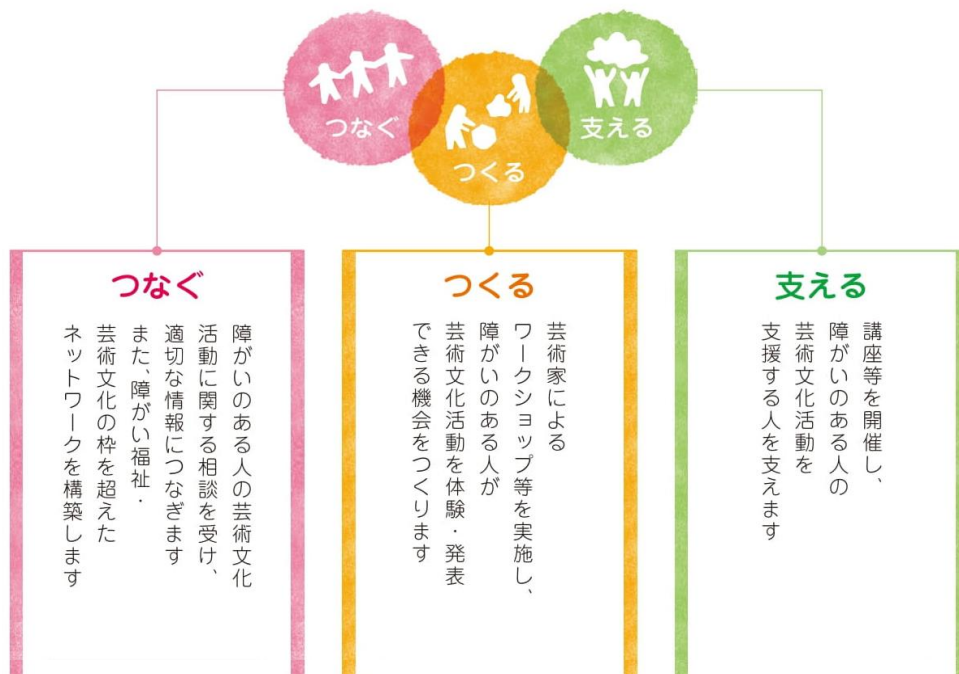 つなぐ
つくる
支える
つなぐ
障がいのある人の芸術文化
活動に関する相談を受け、
適切な情報につなぎます
また、障がい福祉・
芸術文化の枠を超えた
ネットワークを構築します
つくる
芸術家による
ワークショップ等を実施し、
障がいのある人が
芸術文化活動を体験・発表
できる機会をつくります
支える
講座等を開催し、
障がいのある人の
芸術文化活動を
支援する人を支えます